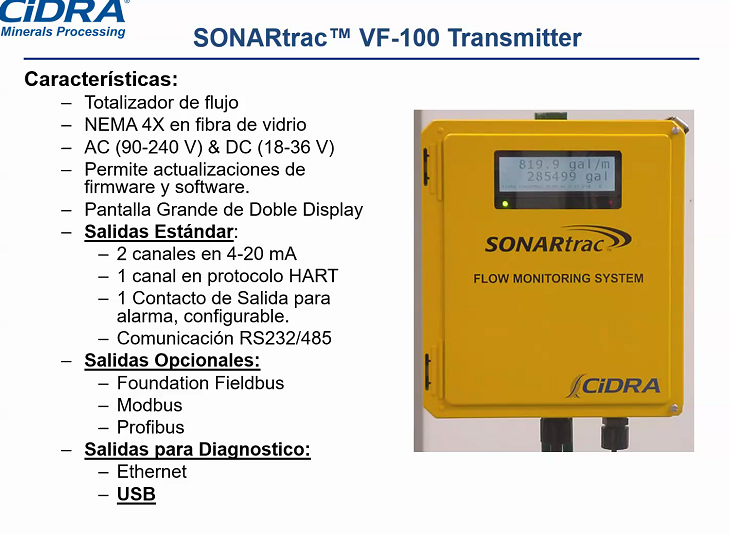 CiDRA®
Minerals Processing
SONARtrac™ VF-100 Transmitter
Características:
– Totalizador de flujo
– NEMA 4X en fibra de vidrio
– AC (90-240 V) & DC (18-36 V)
– Permite actualizaciones de
firmware y software.
– Pantalla Grande de Doble Display
– Salidas Estándar:
– 2 canales en 4-20 mA
– 1 canal en protocolo HART
– 1 Contacto de Salida para
alarma, configurable.
– Comunicación RS232/485
– Salidas Opcionales:
– Foundation Fieldbus
– Modbus
– Profibus
– Salidas para Diagnostico:
– Ethernet
– USB
819.9 gal/m
285499 gal
SONARtrac™
FLOW MONITORING SYSTEM
CiDRA